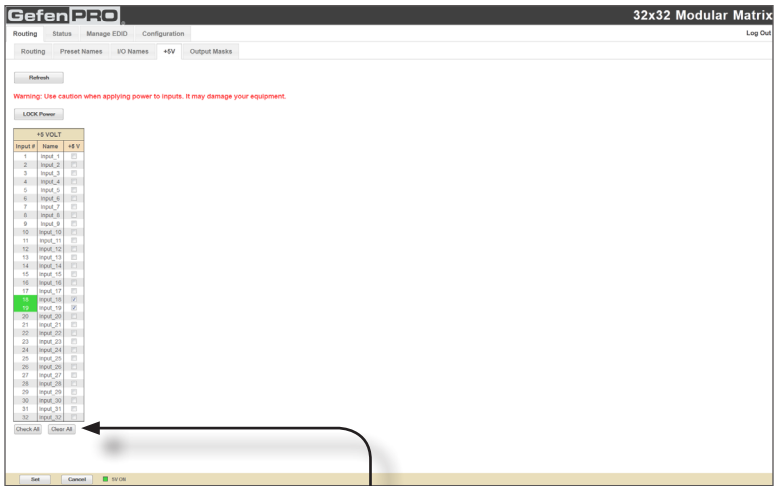 Gefen PRO ®
32x32 Modular Matrix
Routing Status Manage EDID Configuration
Log Out
Routing Preset Names I/O Names +5V Output Masks
Refresh
Warning: Use caution when applying power to inputs. It may damage your equipment.
LOCK Power
+5 VOLT
Input # Name +5 V
1 Input_1
2 Input_2
3 Input_3
4 Input_4
5 Input_5
6 Input_6
7 Input_7
8 Input_8
9 Input_9
10 Input_10
11 Input_11
12 Input_12
13 Input_13
14 Input_14
15 Input_15
16 Input_16
17 Input_17
18 Input_18
19 Input_19
20 Input_20
21 Input_21
22 Input_22
23 Input_23
24 Input_24
25 Input_25
26 Input_26
27 Input_27
28 Input_28
29 Input_29
30 Input_30
31 Input_31
32 Input_32
Check All Clear All
Set Cancel 5V ON